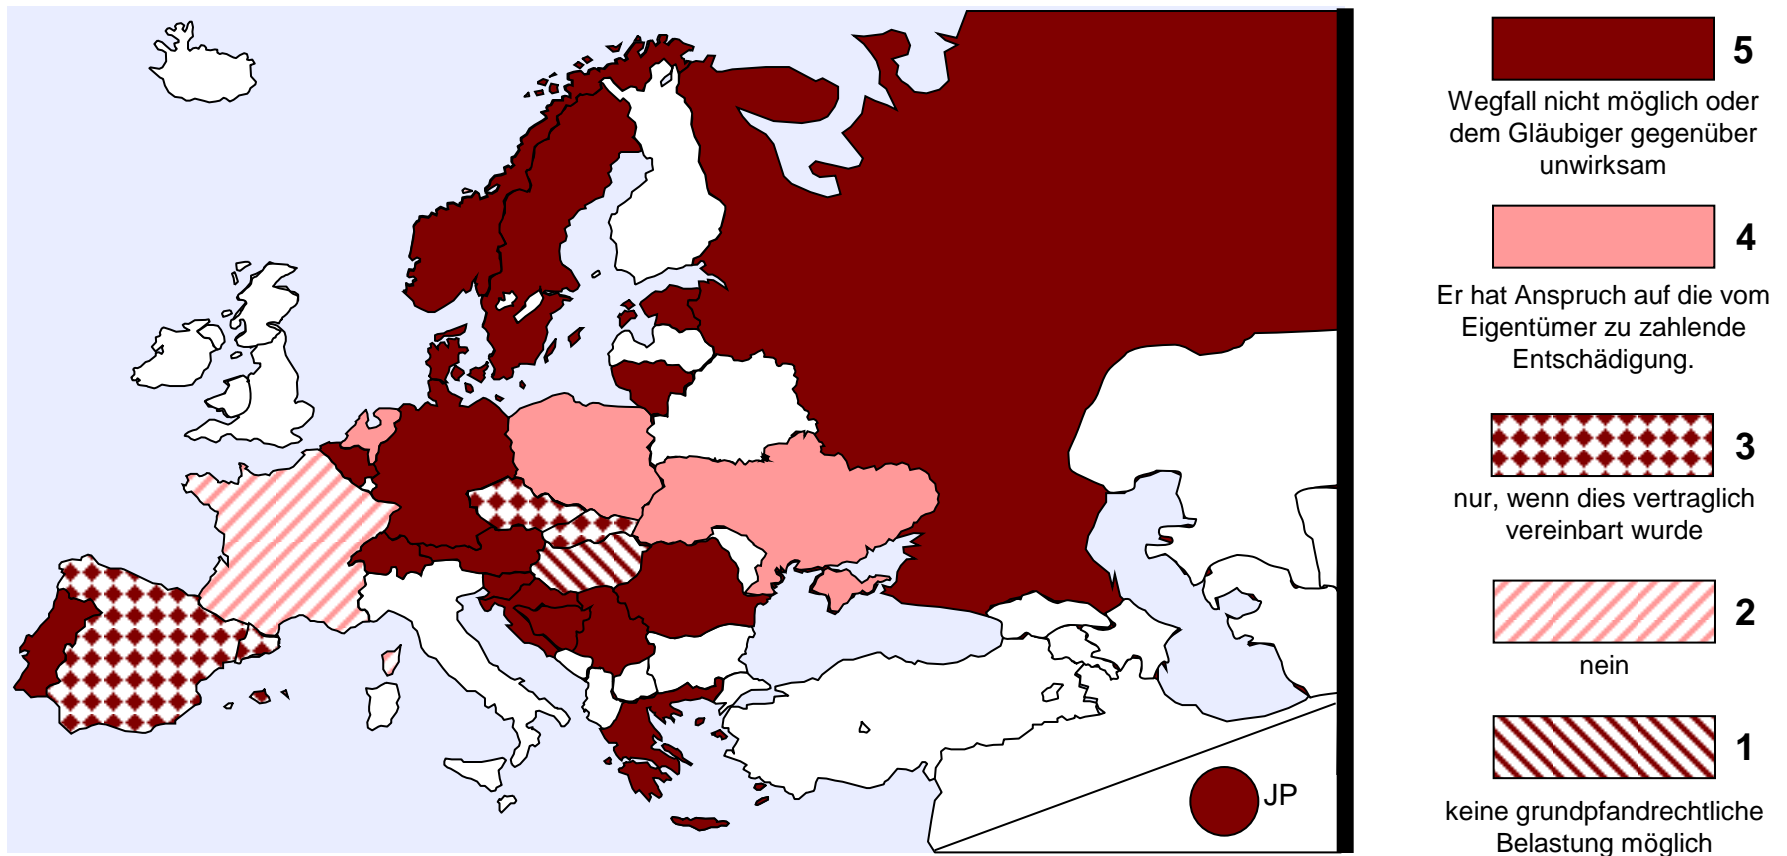 5
Wegfall nicht möglich oder
dem Gläubiger gegenüber
unwirksam
4
Er hat Anspruch auf die vom
Eigentümer zu zahlende
Entschädigung.
3
nur, wenn dies vertraglich
vereinbart wurde
2
nein
1
keine grundpfandrechtliche
Belastung möglich
JP